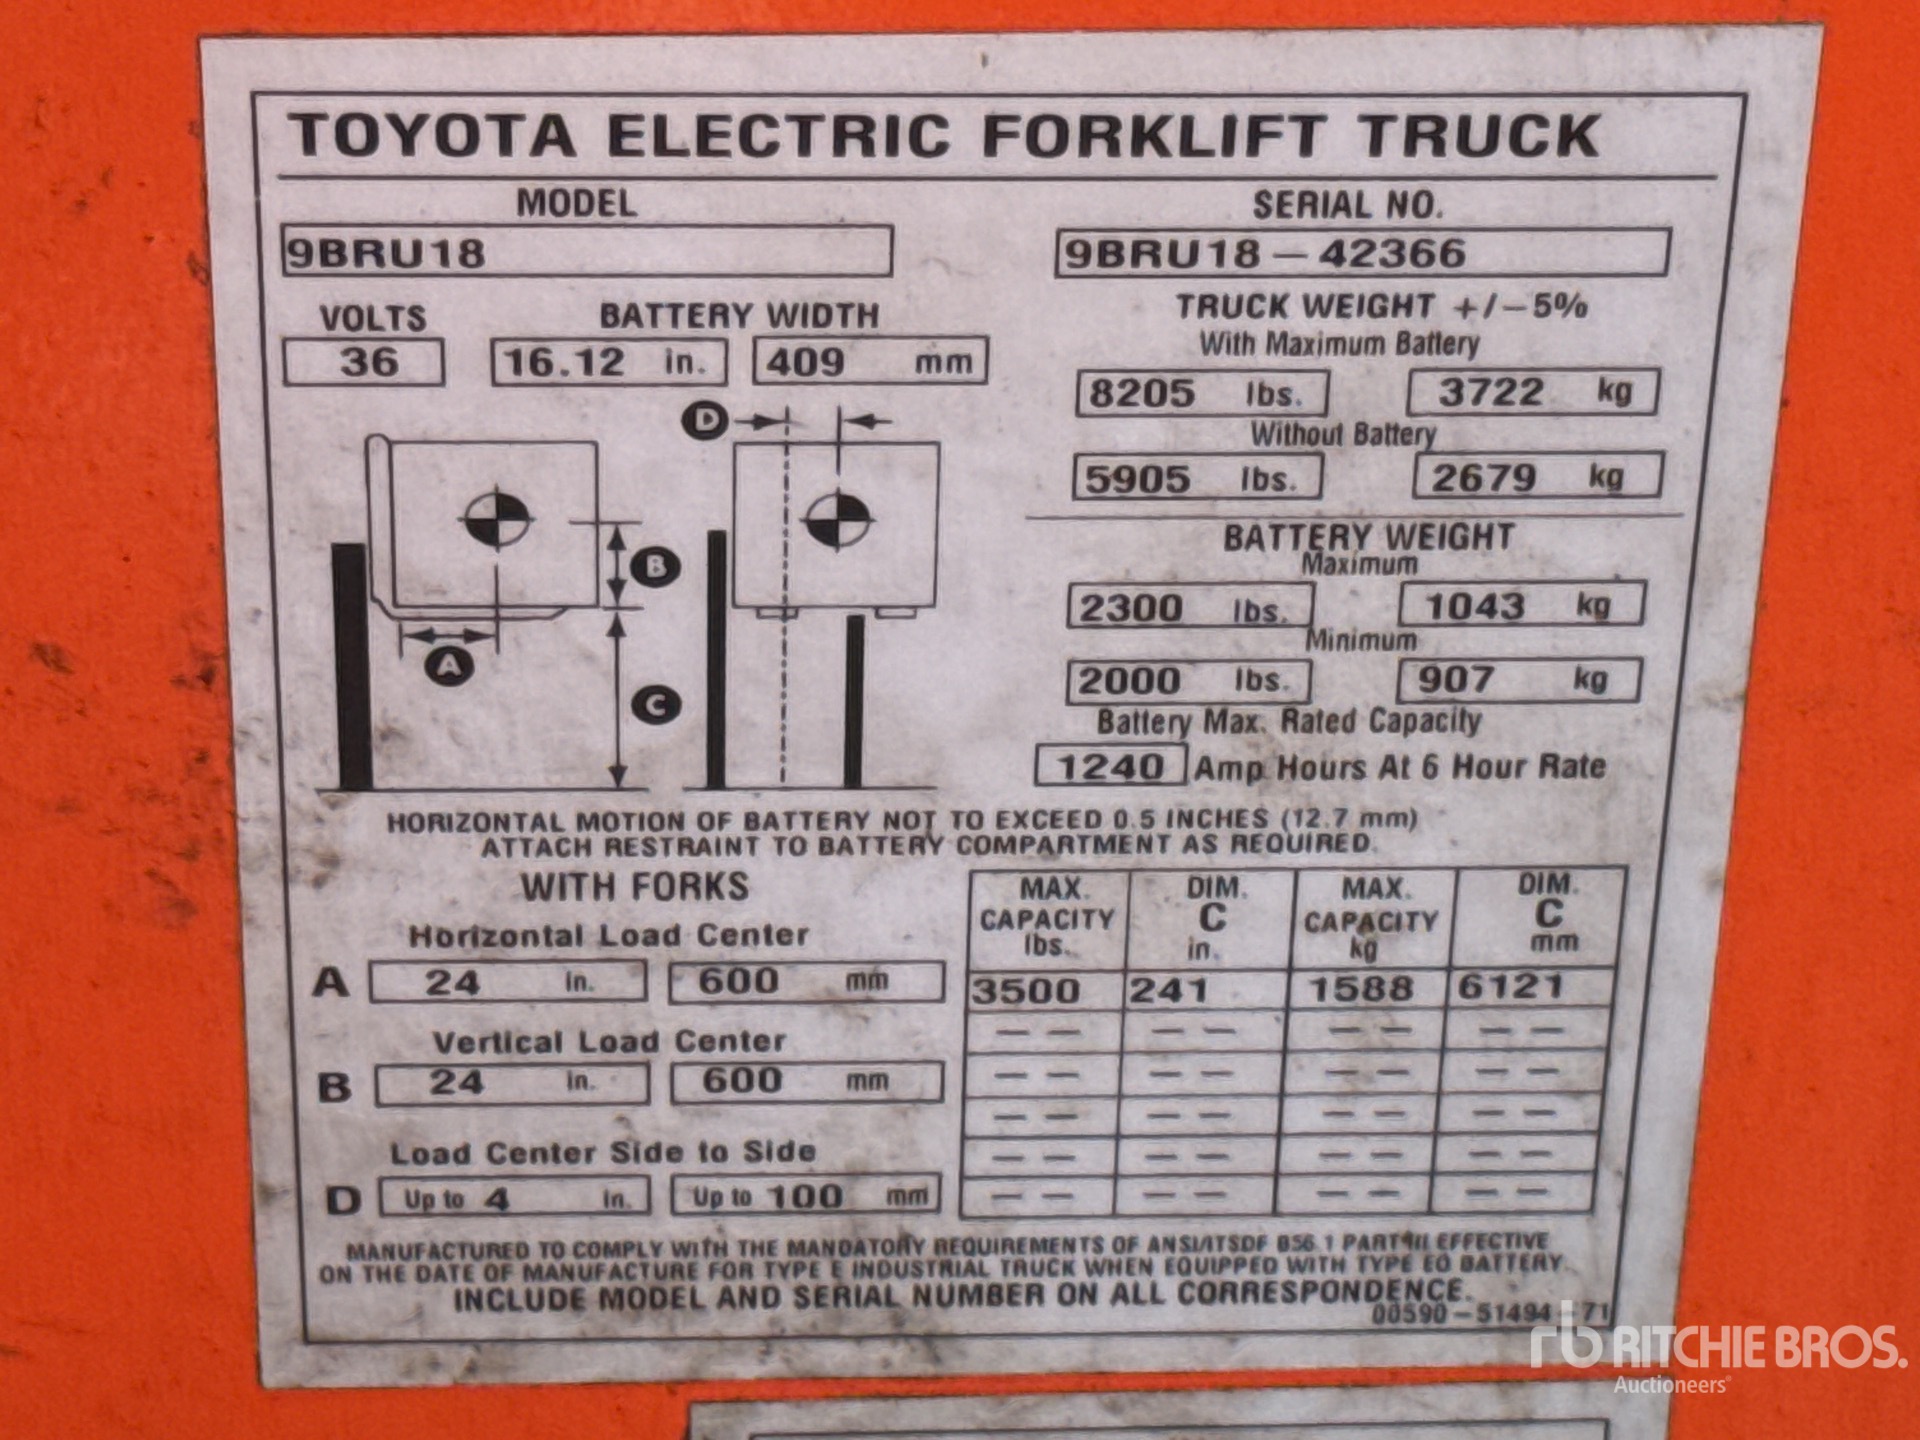 TOYOTA ELECTRIC FORKLIFT TRUCK
MODEL
9BRU18
SERIAL NO.
9BRU18-42366
VOLTS
36
BATTERY WIDTH
16.12 in. 409 mm
TRUCK WEIGHT +/-5%
With Maximum Battery
8205 lbs. 3722 kg
Without Battery
5905 lbs. 2679 kg
BATTERY WEIGHT
Maximum
2300 lbs. 1043 kg
Minimum
2000 lbs. 907 kg
Battery Max. Rated Capacity
1240 Amp Hours At 6 Hour Rate
D
B
A
C
HORIZONTAL MOTION OF BATTERY NOT TO EXCEED 0.5 INCHES (12.7 mm)
ATTACH RESTRAINT TO BATTERY COMPARTMENT AS REQUIRED.
WITH FORKS
Horizontal Load Center
A 24 in. 600 mm
Vertical Load Center
B 24 in. 600 mm
Load Center Side to Side
D Up to 4 in. Up to 100 mm
MAX. CAPACITY lbs. DIM. C in. MAX. CAPACITY kg DIM. C mm
3500 241 1588 6121
-- -- -- --
-- -- -- --
-- -- -- --
-- -- -- --
-- -- -- --
MANUFACTURED TO COMPLY WITH THE MANDATORY REQUIREMENTS OF ANSI/ITSDF B56.1 PART III EFFECTIVE
ON THE DATE OF MANUFACTURE FOR TYPE E INDUSTRIAL TRUCK WHEN EQUIPPED WITH TYPE EO BATTERY.
INCLUDE MODEL AND SERIAL NUMBER ON ALL CORRESPONDENCE.
00590-51494-71
rb RITCHIE BROS.
Auctioneers